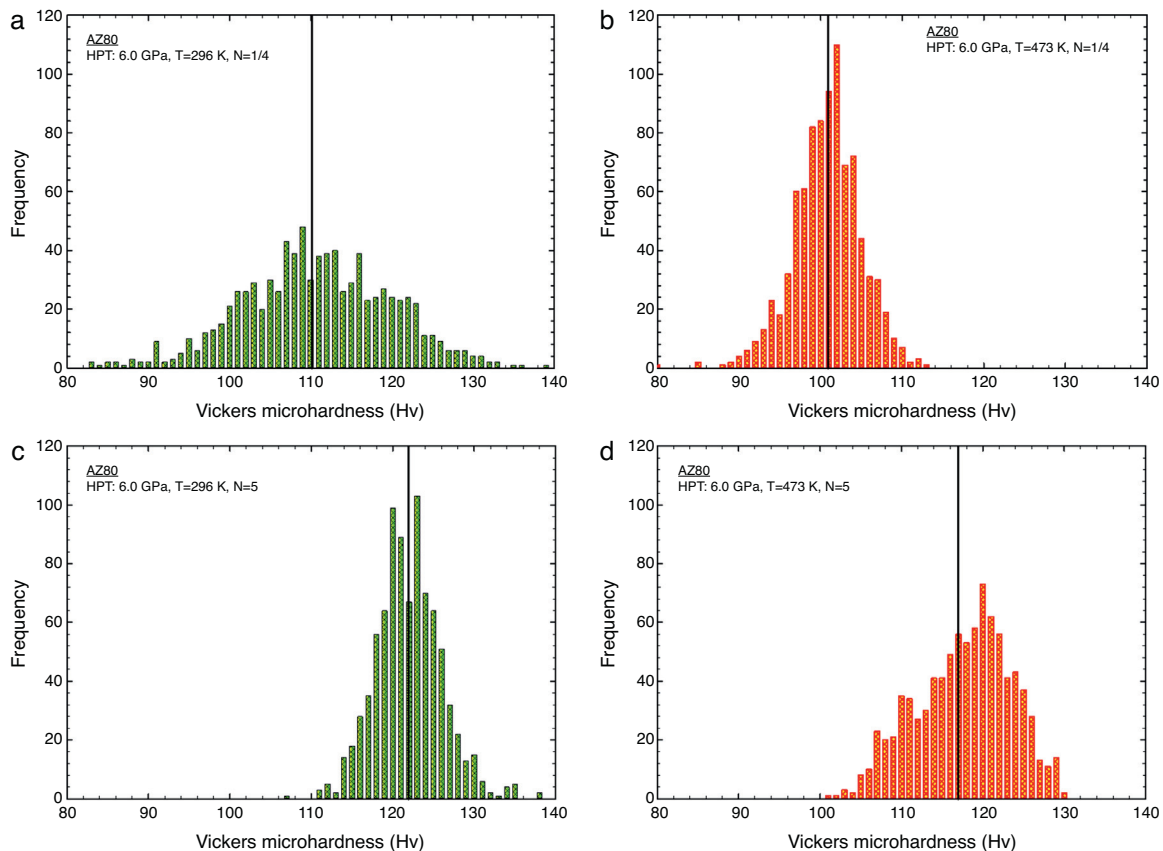 a
AZ80
HPT: 6.0 GPa, T=296 K, N=1/4
120
100
80
60
40
20
0
Frequency
80 90 100 110 120 130 140
Vickers microhardness (Hv)
b
AZ80
HPT: 6.0 GPa, T=473 K, N=1/4
120
100
80
60
40
20
0
Frequency
80 90 100 110 120 130 140
Vickers microhardness (Hv)
c
AZ80
HPT: 6.0 GPa, T=296 K, N=5
120
100
80
60
40
20
0
Frequency
80 90 100 110 120 130 140
Vickers microhardness (Hv)
d
AZ80
HPT: 6.0 GPa, T=473 K, N=5
120
100
80
60
40
20
0
Frequency
80 90 100 110 120 130 140
Vickers microhardness (Hv)